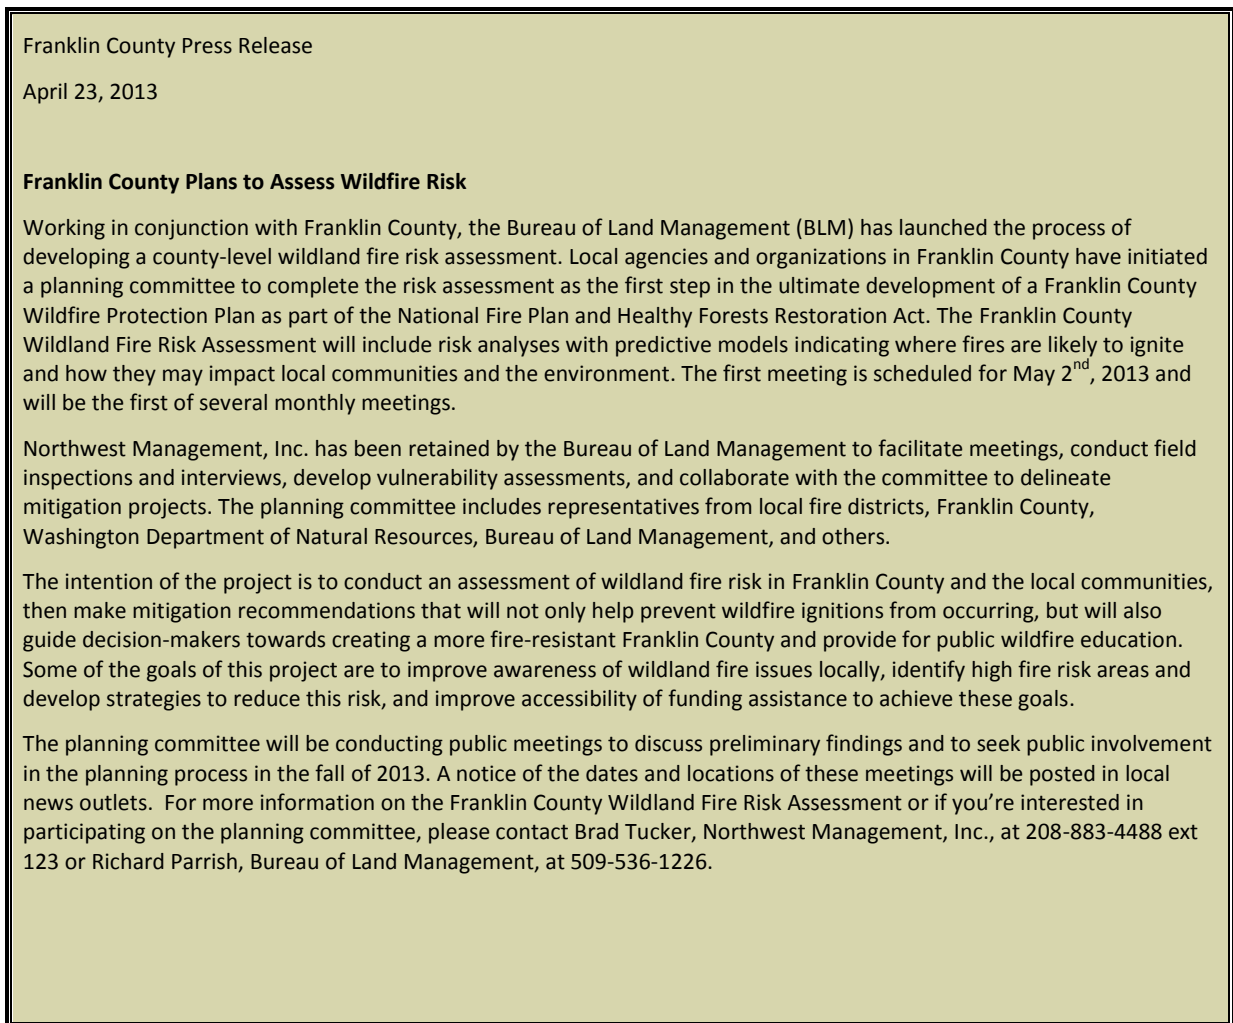 Franklin County Press Release
April 23, 2013
Franklin County Plans to Assess Wildfire Risk
Working in conjunction with Franklin County, the Bureau of Land Management (BLM) has launched the process of
developing a county-level wildland fire risk assessment. Local agencies and organizations in Franklin County have initiated
a planning committee to complete the risk assessment as the first step in the ultimate development of a Franklin County
Wildfire Protection Plan as part of the National Fire Plan and Healthy Forests Restoration Act. The Franklin County
Wildland Fire Risk Assessment will include risk analyses with predictive models indicating where fires are likely to ignite
and how they may impact local communities and the environment. The first meeting is scheduled for May 2nd, 2013 and
will be the first of several monthly meetings.
Northwest Management, Inc. has been retained by the Bureau of Land Management to facilitate meetings, conduct field
inspections and interviews, develop vulnerability assessments, and collaborate with the committee to delineate
mitigation projects. The planning committee includes representatives from local fire districts, Franklin County,
Washington Department of Natural Resources, Bureau of Land Management, and others.
The intention of the project is to conduct an assessment of wildland fire risk in Franklin County and the local communities,
then make mitigation recommendations that will not only help prevent wildfire ignitions from occurring, but will also
guide decision-makers towards creating a more fire-resistant Franklin County and provide for public wildfire education.
Some of the goals of this project are to improve awareness of wildland fire issues locally, identify high fire risk areas and
develop strategies to reduce this risk, and improve accessibility of funding assistance to achieve these goals.
The planning committee will be conducting public meetings to discuss preliminary findings and to seek public involvement
in the planning process in the fall of 2013. A notice of the dates and locations of these meetings will be posted in local
news outlets.  For more information on the Franklin County Wildland Fire Risk Assessment or if you’re interested in
participating on the planning committee, please contact Brad Tucker, Northwest Management, Inc., at 208-883-4488 ext
123 or Richard Parrish, Bureau of Land Management, at 509-536-1226.